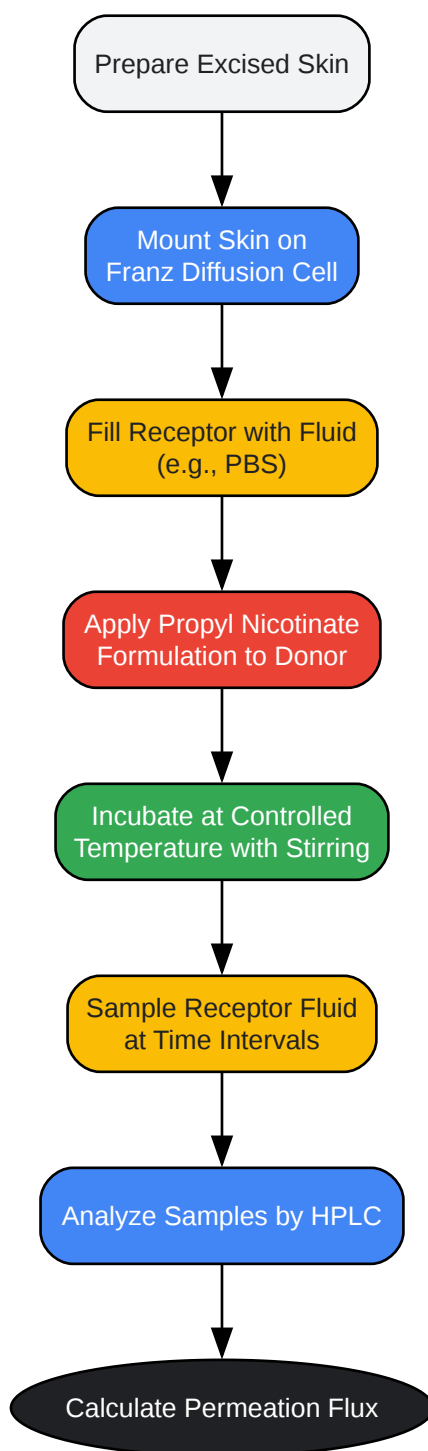 Prepare Excised Skin
Mount Skin on
Franz Diffusion Cell
Fill Receptor with Fluid
(e.g., PBS)
Apply Propyl Nicotinate
Formulation to Donor
Incubate at Controlled
Temperature with Stirring
Sample Receptor Fluid
at Time Intervals
Analyze Samples by HPLC
Calculate Permeation Flux